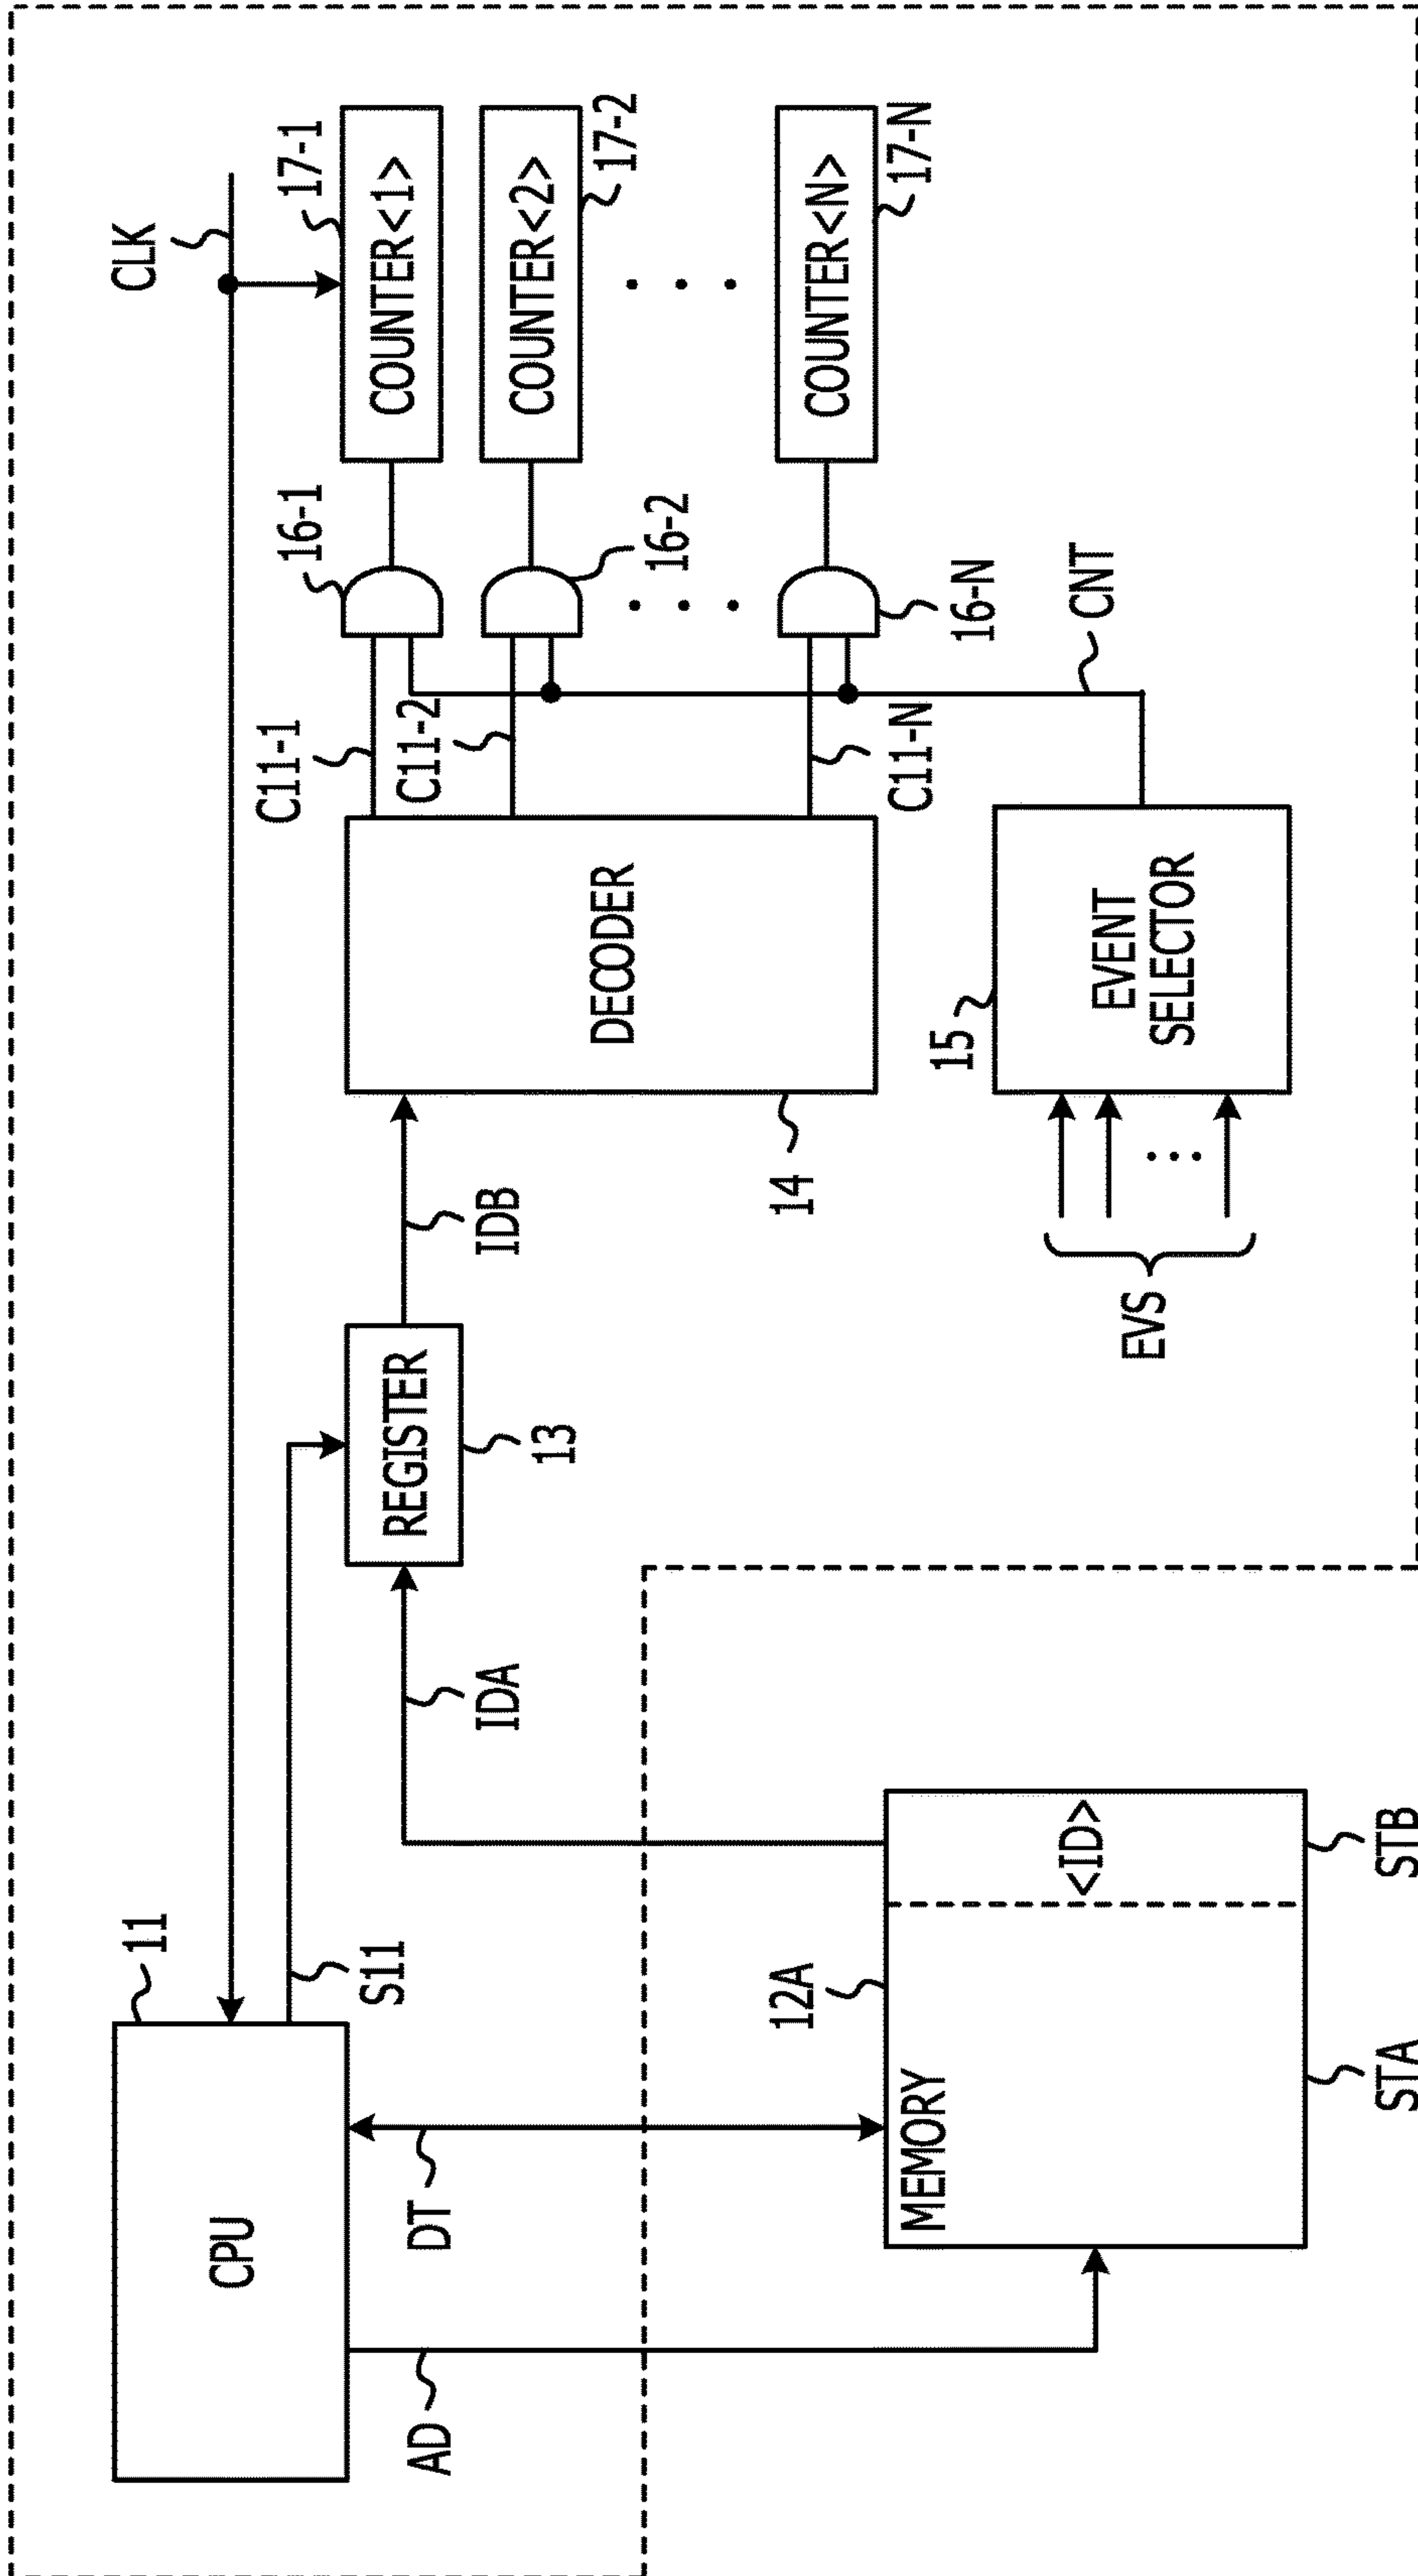 CLK
17-1
COUNTER<1>
COUNTER<2>
17-2
COUNTER<N>
17-N
16-1
16-2
16-N
CNT
C11-1
C11-2
C11-N
DECODER
14
15
EVENT
SELECTOR
EVS
IDB
REGISTER
13
IDA
S11
11
CPU
DT
AD
12A
MEMORY
<ID>
STB
STA